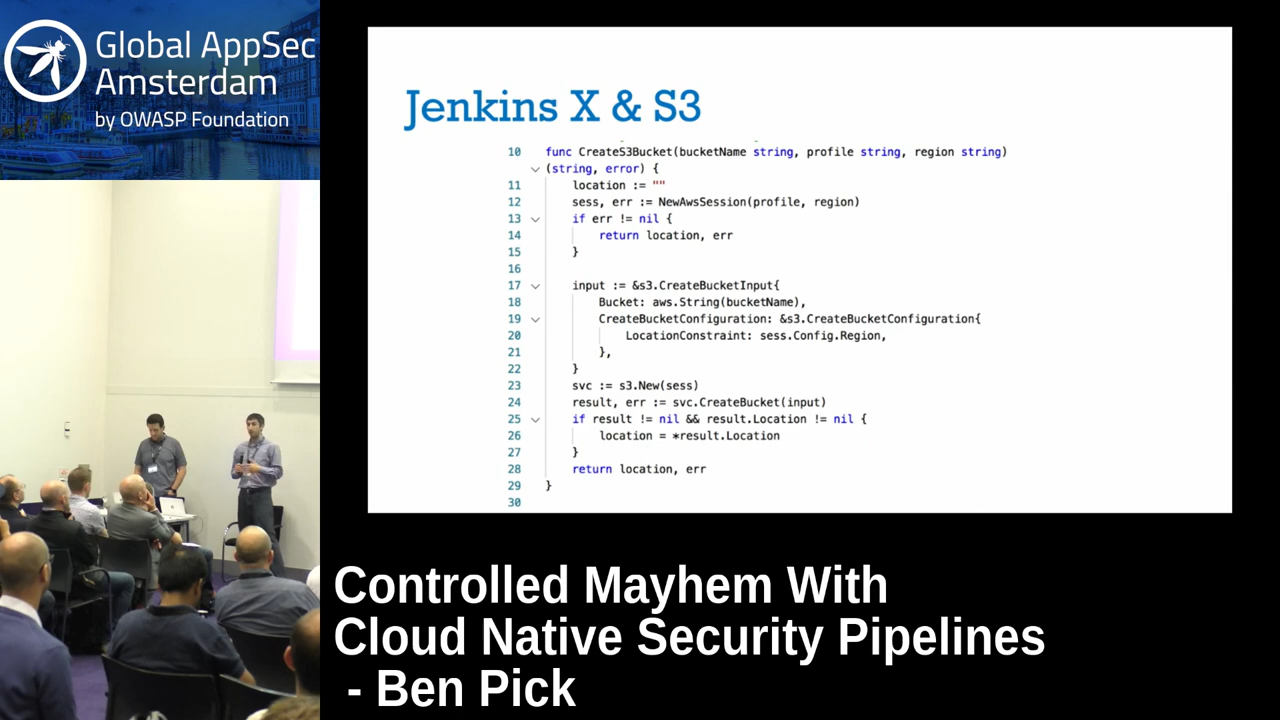 Global AppSec
Amsterdam
by OWASP Foundation
Jenkins X & S3
10 func CreateS3Bucket(bucketName string, profile string, region string)
(string, error) {
11 location := ""
12 sess, err := NewAwsSession(profile, region)
13 if err != nil {
14 return location, err
15 }
16
17 input := &s3.CreateBucketInput{
18 Bucket: aws.String(bucketName),
19 CreateBucketConfiguration: &s3.CreateBucketConfiguration{
20 LocationConstraint: sess.Config.Region,
21 },
22 }
23 svc := s3.New(sess)
24 result, err := svc.CreateBucket(input)
25 if result != nil && result.Location != nil {
26 location = *result.Location
27 }
28 return location, err
29 }
30
Controlled Mayhem With
Cloud Native Security Pipelines
- Ben Pick